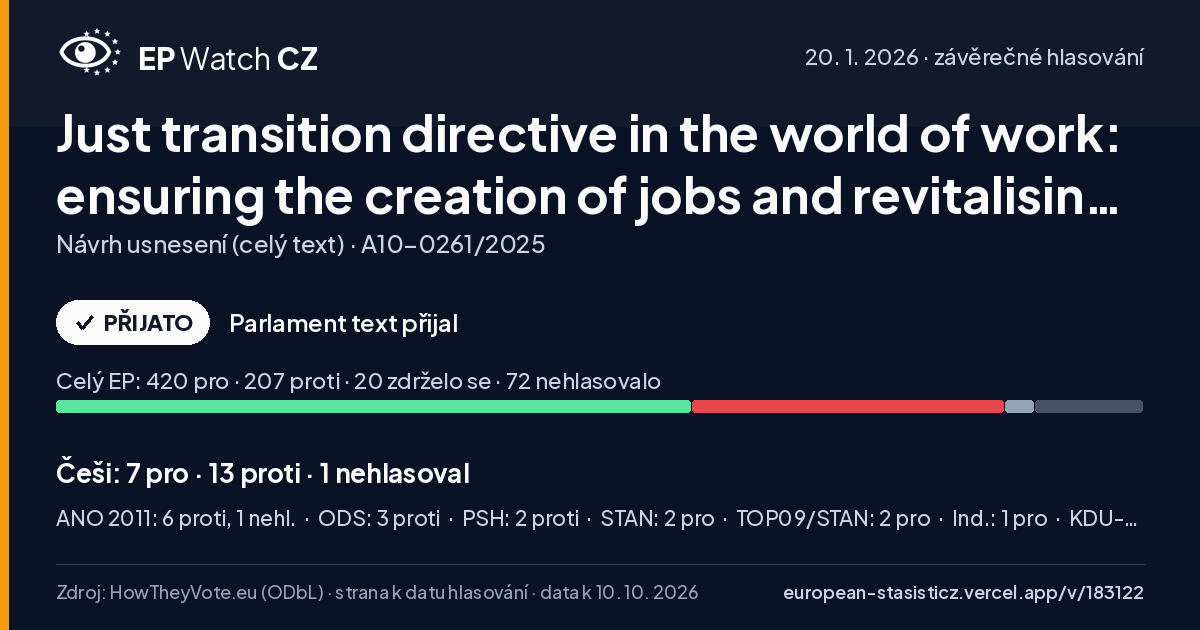 EP Watch CZ
20. 1. 2026 · závěrečné hlasování
Just transition directive in the world of work:
ensuring the creation of jobs and revitalisin…
Návrh usnesení (celý text) · A10-0261/2025
✓ PŘIJATO
Parlament text přijal
Celý EP: 420 pro · 207 proti · 20 zdrželo se · 72 nehlasovalo
Češi: 7 pro · 13 proti · 1 nehlasoval
ANO 2011: 6 proti, 1 nehl. · ODS: 3 proti · PSH: 2 proti · STAN: 2 pro · TOP09/STAN: 2 pro · Ind.: 1 pro · KDU-…
Zdroj: HowTheyVote.eu (ODbL) · strana k datu hlasování · data k 10. 10. 2026
european-stasisticz.vercel.app/v/183122